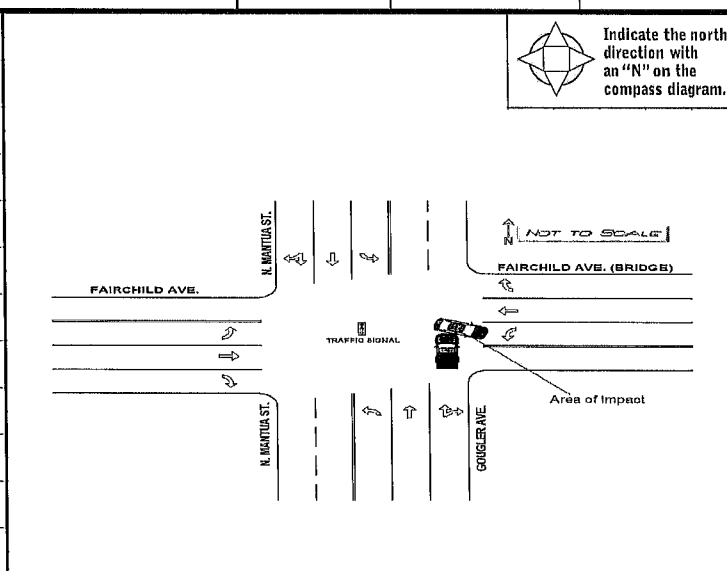 Indicate the north
direction with
an "N" on the
compass diagram.
N. MANTUA ST.
N
NOT TO SCALE
FAIRCHILD AVE. (BRIDGE)
FAIRCHILD AVE.
TRAFFIC SIGNAL
Area of Impact
N. MANTUA ST.
GOUGLER AVE.